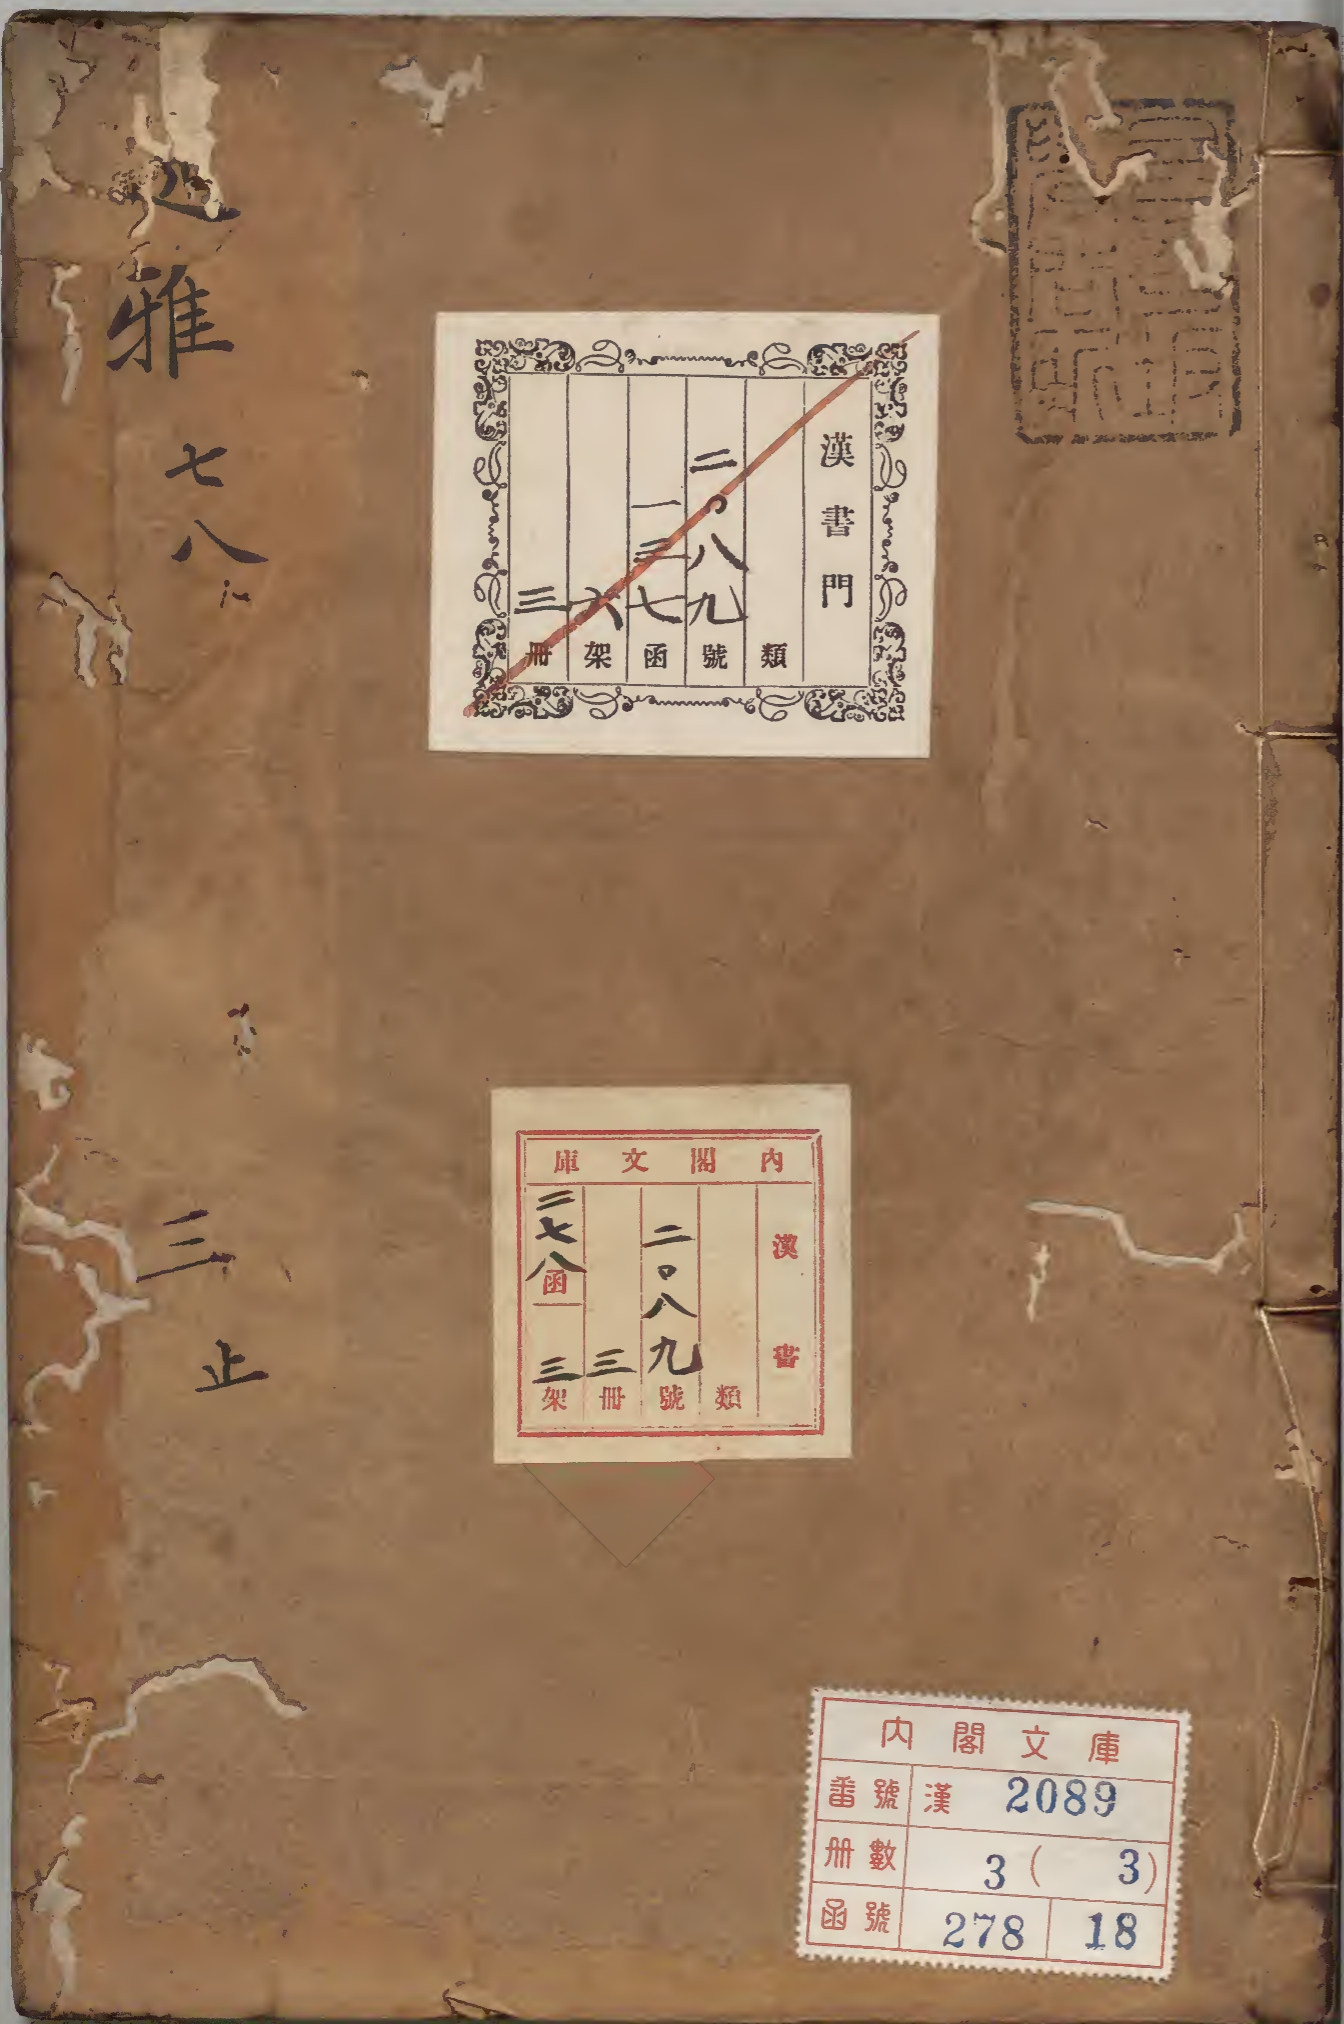 雅
七
八
三
止
漢書門
類
二〇八九號
一三七函
六架
三冊
內閣文庫
漢書
類
二〇八九號
三冊
二七八函
三架
內閣文庫
番號 漢 2089
冊數 3 ( 3)
函號 278 18